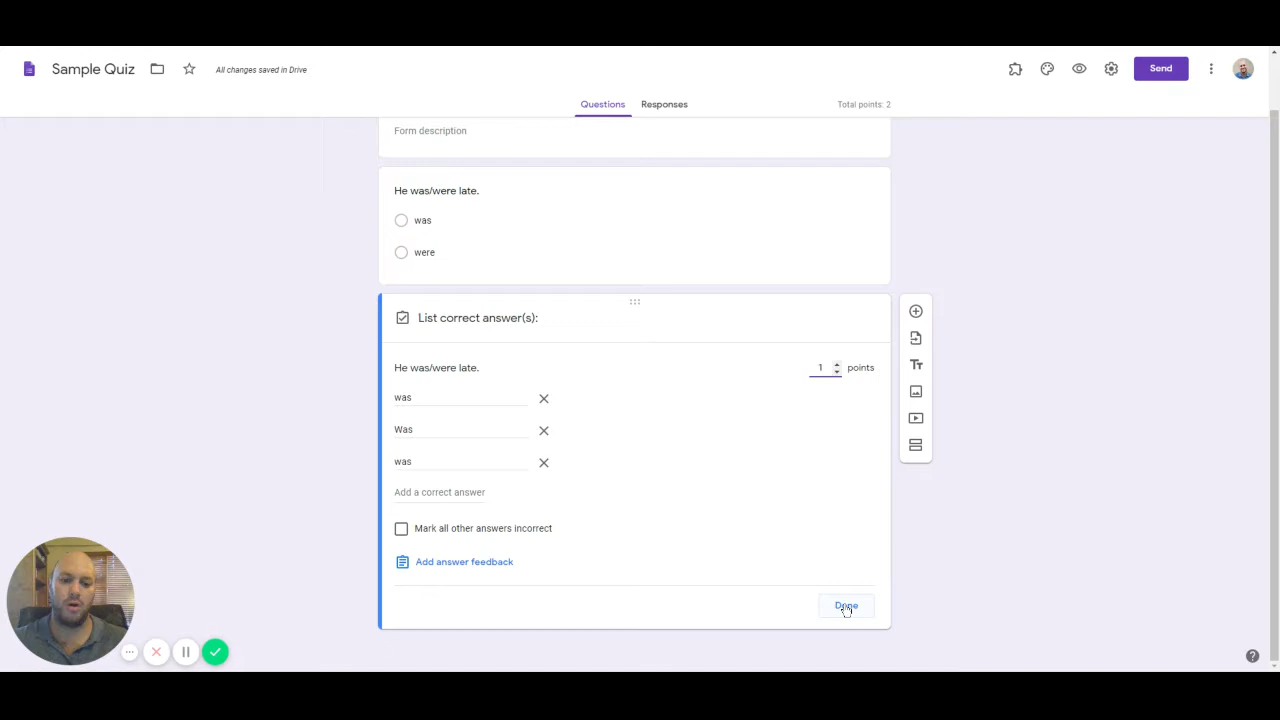 Sample Quiz
All changes saved in Drive
Send
Questions
Responses
Total points: 2
Form description
He was/were late.
was
were
List correct answer(s):
He was/were late.
1 points
was
Was
was
Add a correct answer
Mark all other answers incorrect
Add answer feedback
Done